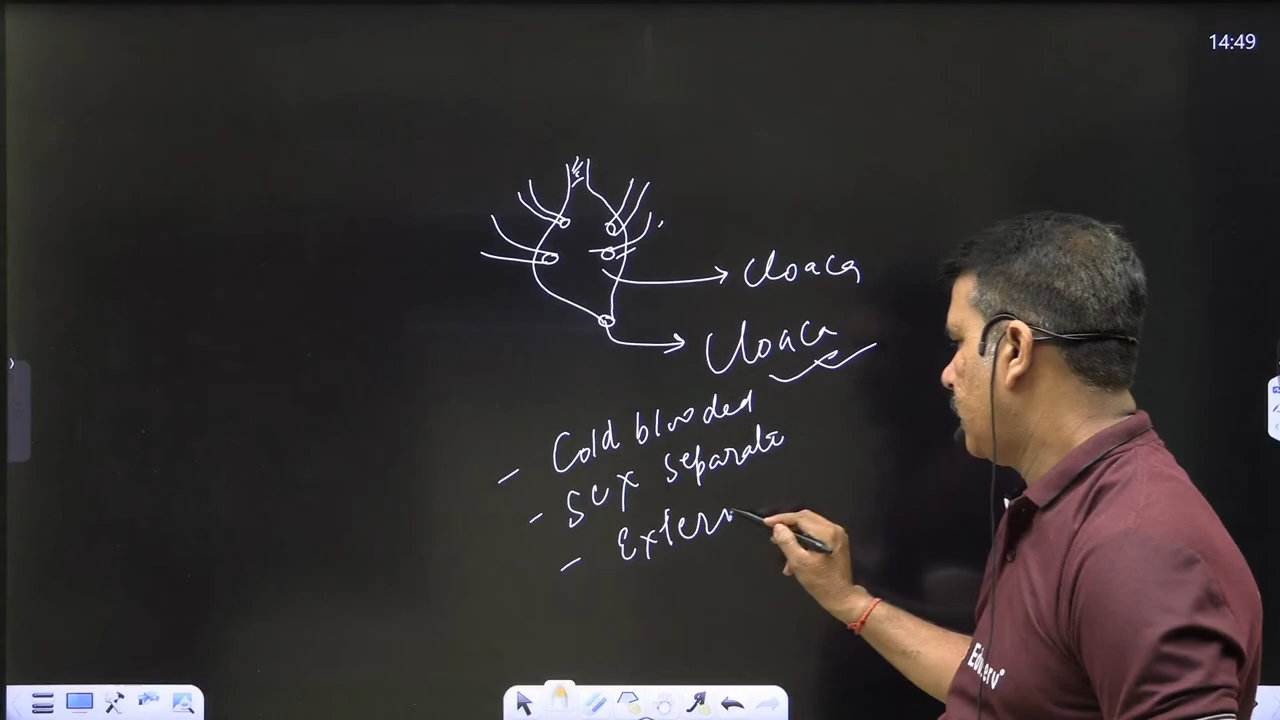 14:49
Cloaca
Cloaca
- Cold blooded
- Sex separate
- Extern